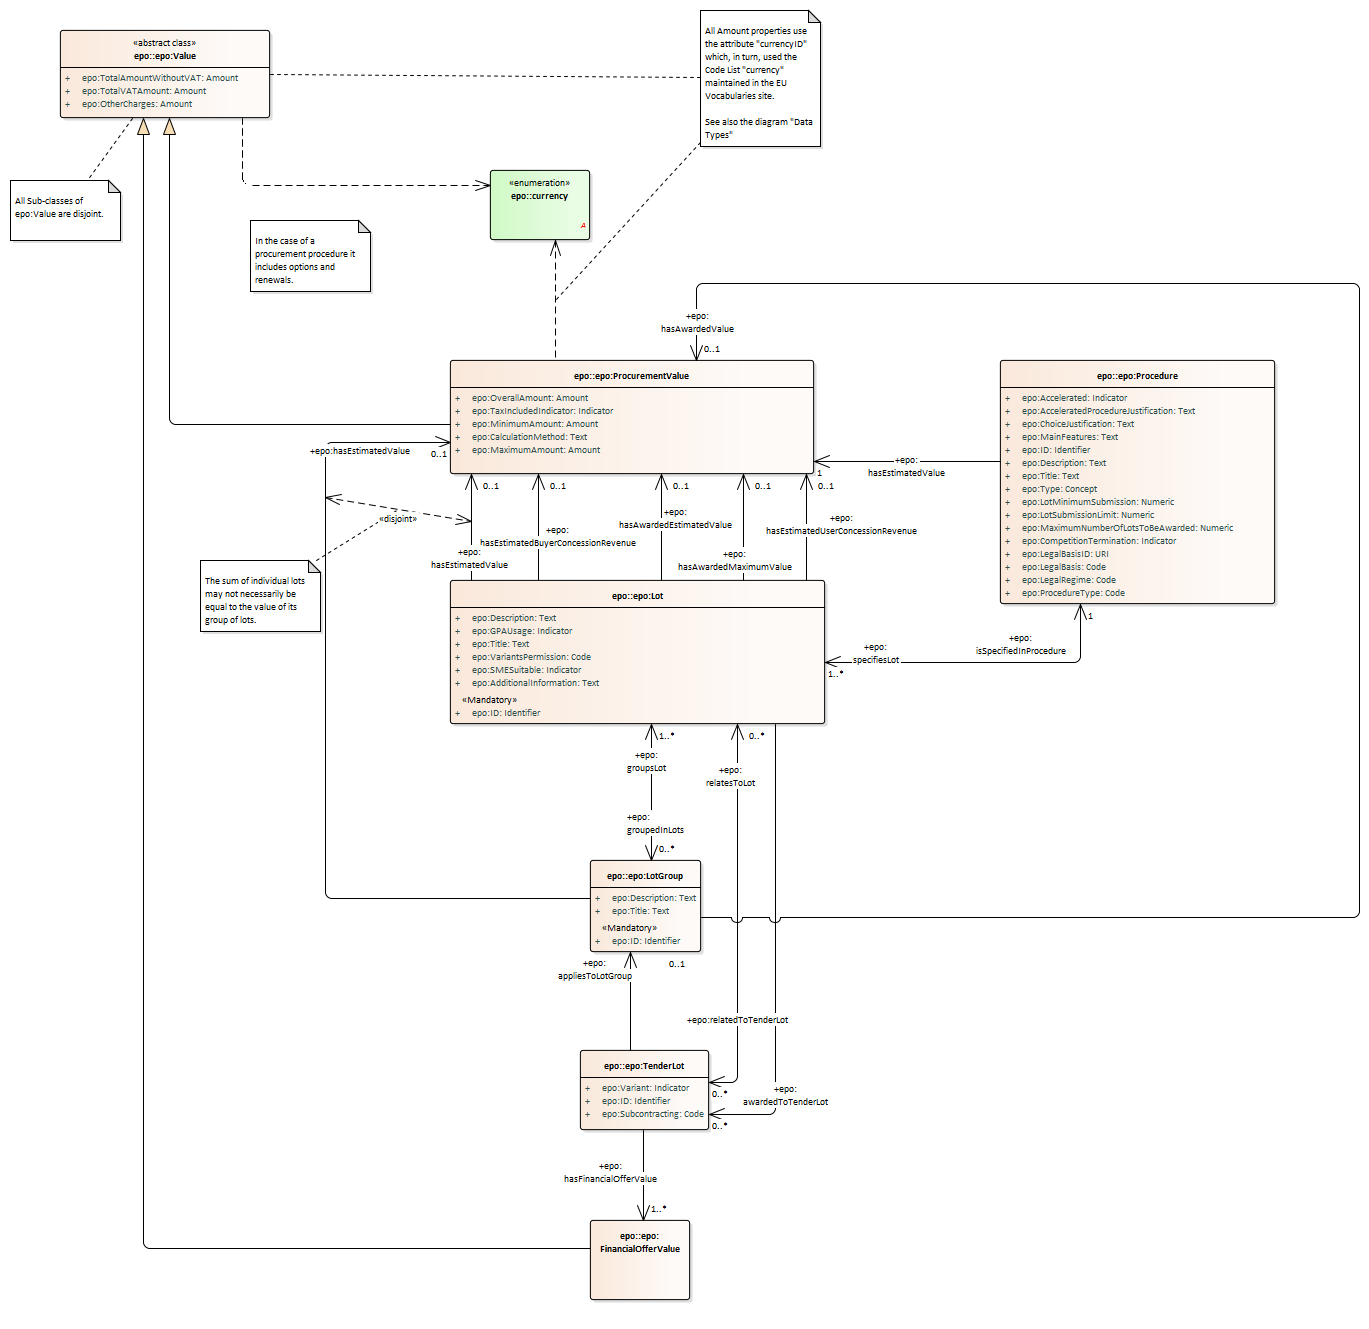 «abstract class»
epo::epo:Value
+ epo:TotalAmountWithoutVAT: Amount
+ epo:TotalVATAmount: Amount
+ epo:OtherCharges: Amount
All Amount properties use
the attribute "currencyID"
which, in turn, used the
Code List "currency"
maintained in the EU
Vocabularies site.
See also the diagram "Data
Types"
All Sub-classes of
epo:Value are disjoint.
«enumeration»
epo::currency
A
In the case of a
procurement procedure it
includes options and
renewals.
+epo:
hasAwardedValue
0..1
epo::epo:ProcurementValue
+ epo:OverallAmount: Amount
+ epo:TaxIncludedIndicator: Indicator
+ epo:MinimumAmount: Amount
+ epo:CalculationMethod: Text
+ epo:MaximumAmount: Amount
epo::epo:Procedure
+ epo:Accelerated: Indicator
+ epo:AcceleratedProcedureJustification: Text
+ epo:ChoiceJustification: Text
+ epo:MainFeatures: Text
+ epo:ID: Identifier
+ epo:Description: Text
+ epo:Title: Text
+ epo:Type: Concept
+ epo:LotMinimumSubmission: Numeric
+ epo:LotSubmissionLimit: Numeric
+ epo:MaximumNumberOfLotsToBeAwarded: Numeric
+ epo:CompetitionTermination: Indicator
+ epo:LegalBasisID: URI
+ epo:LegalBasis: Code
+ epo:LegalRegime: Code
+ epo:ProcedureType: Code
+epo:hasEstimatedValue
0..1
+epo:
hasEstimatedValue
1
0..1
0..1
0..1
0..1
0..1
«disjoint»
+epo:
hasEstimatedValue
+epo:
hasEstimatedBuyerConcessionRevenue
+epo:
hasAwardedEstimatedValue
+epo:
hasAwardedMaximumValue
+epo:
hasEstimatedUserConcessionRevenue
The sum of individual lots
may not necessarily be
equal to the value of its
group of lots.
epo::epo:Lot
+ epo:Description: Text
+ epo:GPAUsage: Indicator
+ epo:Title: Text
+ epo:VariantsPermission: Code
+ epo:SMESuitable: Indicator
+ epo:AdditionalInformation: Text
«Mandatory»
+ epo:ID: Identifier
1
+epo:
isSpecifiedInProcedure
+epo:
specifiesLot
1..*
1..*
+epo:
groupsLot
0..*
+epo:
relatesToLot
+epo:
groupedInLots
0..*
epo::epo:LotGroup
+ epo:Description: Text
+ epo:Title: Text
«Mandatory»
+ epo:ID: Identifier
+epo:
appliesToLotGroup
0..1
+epo:relatedToTenderLot
epo::epo:TenderLot
+ epo:Variant: Indicator
+ epo:ID: Identifier
+ epo:Subcontracting: Code
0..*
+epo:
awardedToTenderLot
0..*
+epo:
hasFinancialOfferValue
1..*
epo::epo:
FinancialOfferValue